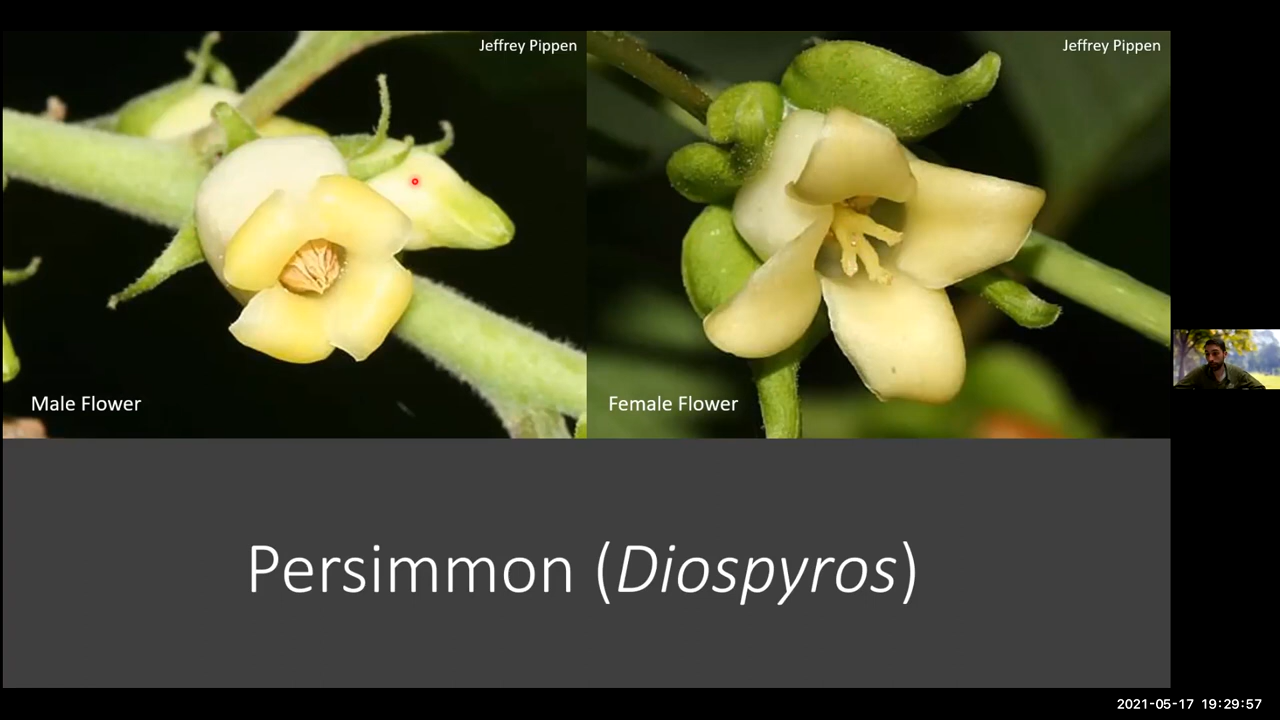 Jeffrey Pippen
Jeffrey Pippen
Male Flower
Female Flower
Persimmon (Diospyros)
2021-05-17 19:29:57